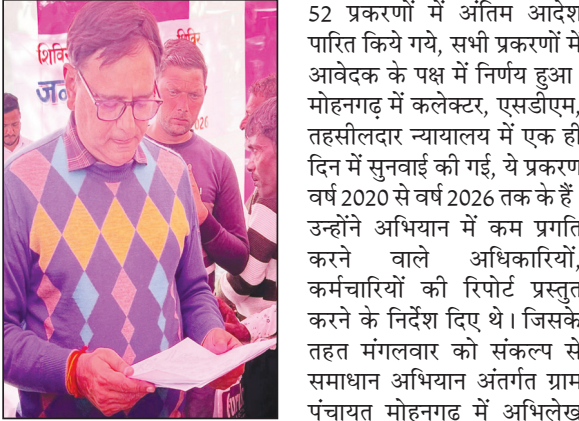 शिविर
शिविर
26
52 प्रकरणों में अंतिम आदेश
पारित किये गये, सभी प्रकरणों में
आवेदक के पक्ष में निर्णय हुआ
मोहनगढ़ में कलेक्टर, एसडीएम,
तहसीलदार न्यायालय में एक ही
दिन में सुनवाई की गई, ये प्रकरण
वर्ष 2020 से वर्ष 2026 तक के हैं
उन्होंने अभियान में कम प्रगति
करने वाले अधिकारियों,
कर्मचारियों की रिपोर्ट प्रस्तुत
करने के निर्देश दिए थे। जिसके
तहत मंगलवार को संकल्प से
समाधान अभियान अंतर्गत ग्राम
पंचायत मोहनगढ में अभिलेख